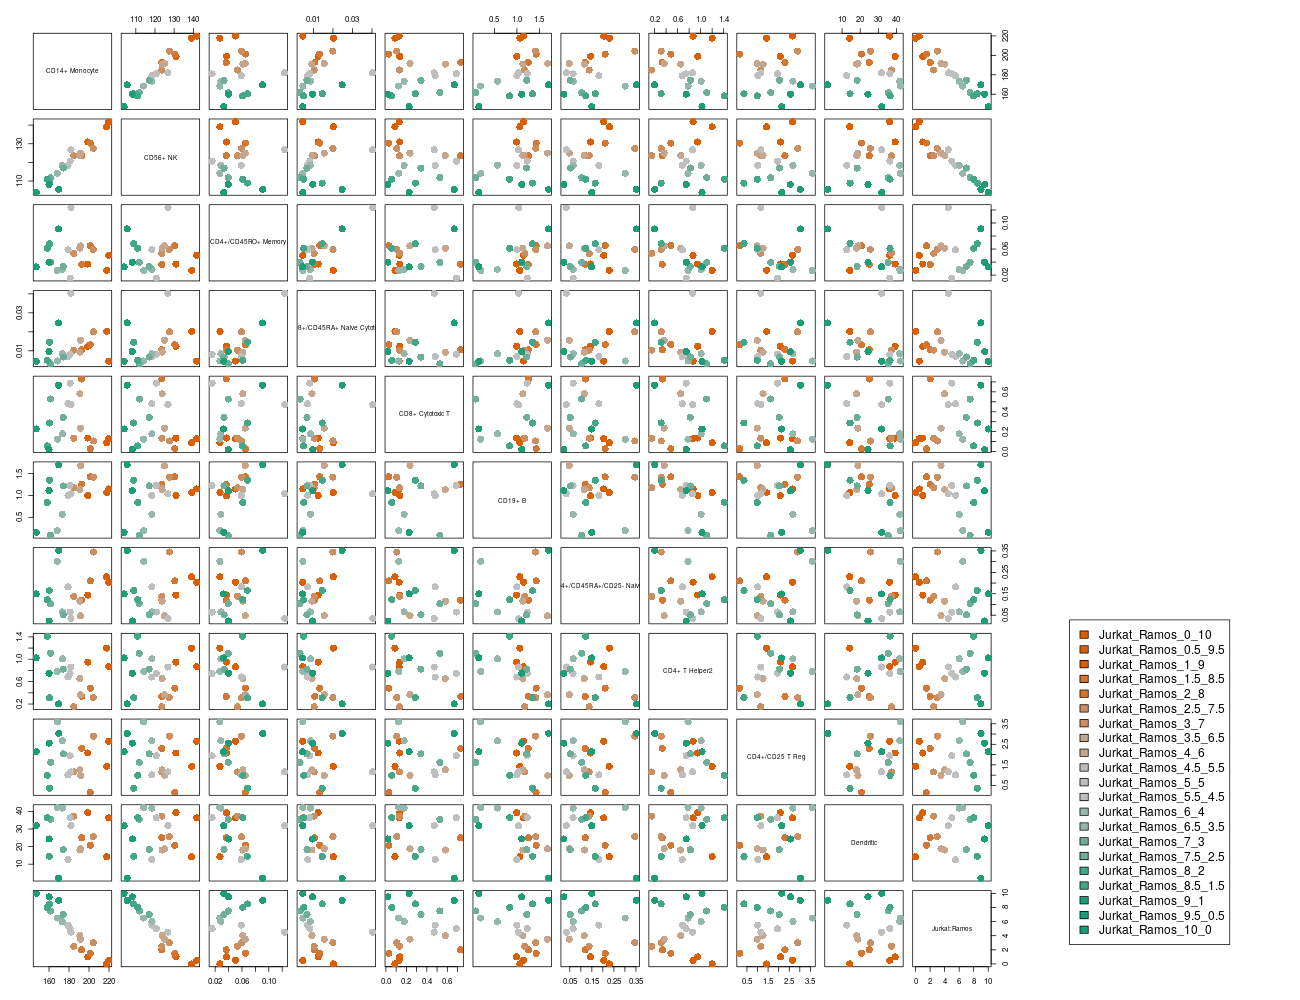 110 120 130 140 0.01 0.03 0.5 1.0 1.5 0.2 0.6 1.0 1.4 10 20 30 40
CD14+ Monocyte
160 180 200 220
CD56+ NK
110 130
CD4+/CD45RO+ Memory
0.02 0.06 0.10
8+/CD45RA+ Naive Cytot
0.01 0.03
CD8+ Cytotoxic T
0.0 0.2 0.4 0.6
CD19+ B
0.5 1.0 1.5
4+/CD45RA+/CD25- Naiv
0.05 0.15 0.25 0.35
CD4+ T Helper2
0.2 0.6 1.0 1.4
CD4+/CD25 T Reg
0.5 1.5 2.5 3.5
Dendritic
10 20 30 40
Jurkat:Ramos
0 2 4 6 8 10
160 180 200 220 0.02 0.06 0.10 0.0 0.2 0.4 0.6 0.05 0.15 0.25 0.35 0.5 1.5 2.5 3.5 0 2 4 6 8 10
Jurkat_Ramos_0_10
Jurkat_Ramos_0.5_9.5
Jurkat_Ramos_1_9
Jurkat_Ramos_1.5_8.5
Jurkat_Ramos_2_8
Jurkat_Ramos_2.5_7.5
Jurkat_Ramos_3_7
Jurkat_Ramos_3.5_6.5
Jurkat_Ramos_4_6
Jurkat_Ramos_4.5_5.5
Jurkat_Ramos_5_5
Jurkat_Ramos_5.5_4.5
Jurkat_Ramos_6_4
Jurkat_Ramos_6.5_3.5
Jurkat_Ramos_7_3
Jurkat_Ramos_7.5_2.5
Jurkat_Ramos_8_2
Jurkat_Ramos_8.5_1.5
Jurkat_Ramos_9_1
Jurkat_Ramos_9.5_0.5
Jurkat_Ramos_10_0